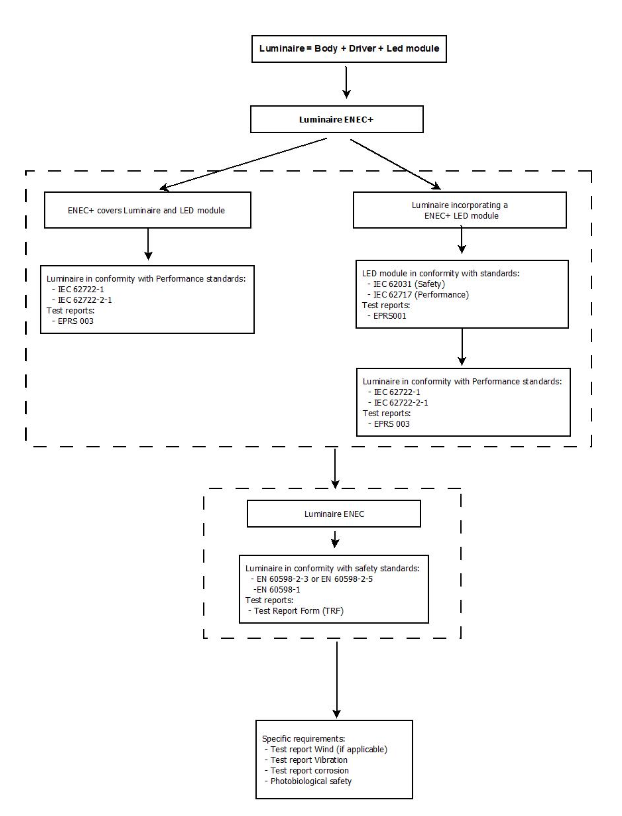 Luminaire = Body + Driver + Led module
Luminaire ENEC+
ENEC+ covers Luminaire and LED module
Luminaire in conformity with Performance standards:
- IEC 62722-1
- IEC 62722-2-1
Test reports:
- EPRS 003
Luminaire incorporating a
ENEC+ LED module
LED module in conformity with standards:
- IEC 62031 (Safety)
- IEC 62717 (Performance)
Test reports:
- EPRS001
Luminaire in conformity with Performance standards:
- IEC 62722-1
- IEC 62722-2-1
Test reports:
- EPRS 003
Luminaire ENEC
Luminaire in conformity with safety standards:
- EN 60598-2-3 or EN 60598-2-5
-EN 60598-1
Test reports:
- Test Report Form (TRF)
Specific requirements:
- Test report Wind (if applicable)
- Test report Vibration
- Test report corrosion
- Photobiological safety